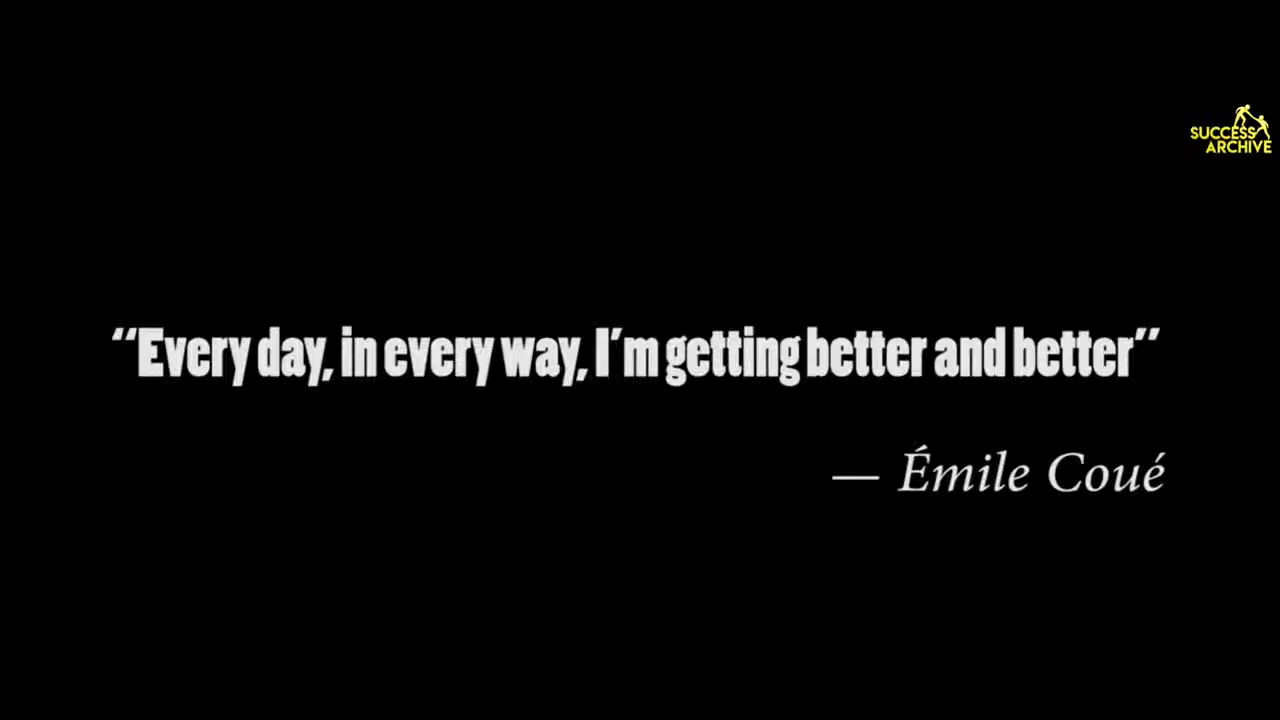 SUCCESS
ARCHIVE
“Every day, in every way, I'm getting better and better”
— Émile Coué